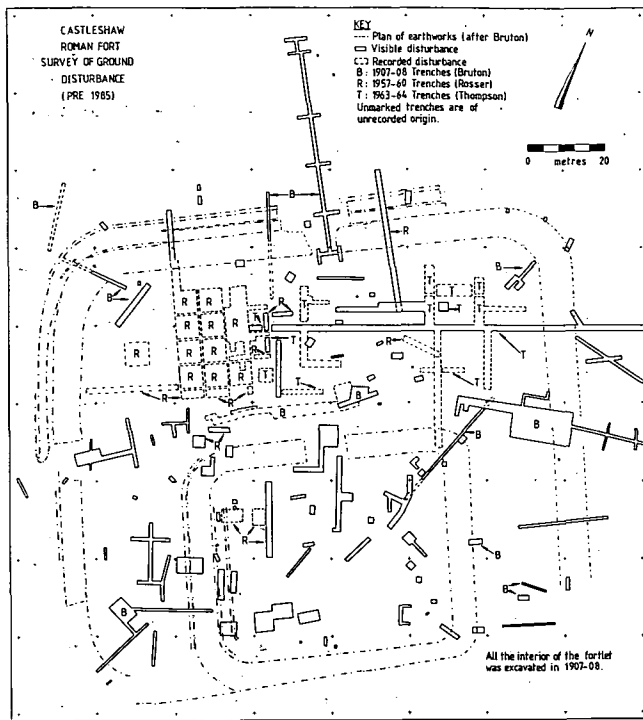 CASTLESHAW
ROMAN FORT
SURVEY OF GROUND
DISTURBANCE
(PRE 1985)
KEY
Plan of earthworks (after Bruton)
Visible disturbance
Recorded disturbance
B: 1907-08 Trenches (Bruton)
R: 1957-60 Trenches (Rosser)
T: 1963-64 Trenches (Thompson)
Unmarked trenches are of
unrecorded origin.
N
0 metres 20
B
B
R
B
B
T
T
T
T
T
R
R
R
R
R
R
R
R
R
R
R
R
T
R
T
T
T
T
R
R
B
B
R
B
B
R
B
B
B
All the interior of the fortlet
was excavated in 1907-08.